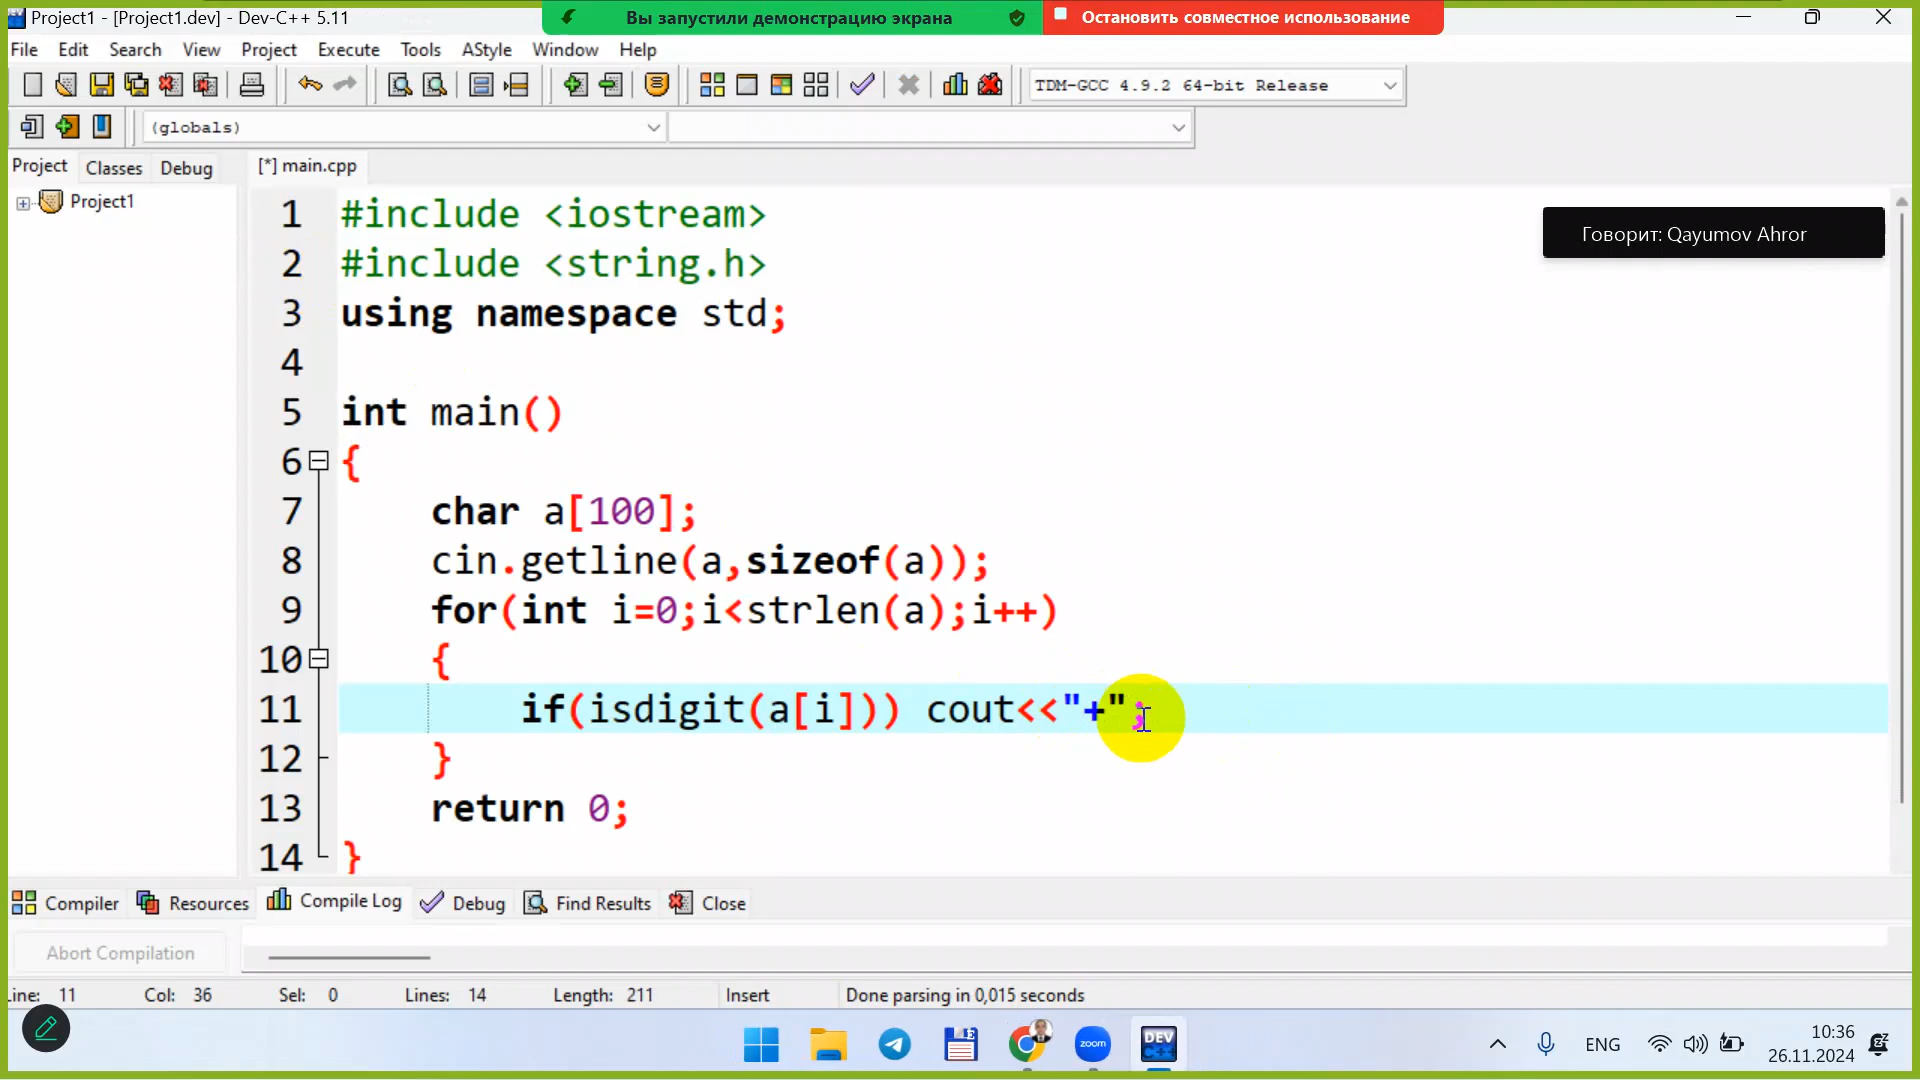 Project1 - [Project1.dev] - Dev-C++ 5.11
Вы запустили демонстрацию экрана
Остановить совместное использование
File Edit Search View Project Execute Tools AStyle Window Help
TDM-GCC 4.9.2 64-bit Release
(globals)
Project Classes Debug
[*] main.cpp
Project1
Говорит: Qayumov Ahror
1 #include <iostream>
2 #include <string.h>
3 using namespace std;
4
5 int main()
6 {
7 char a[100];
8 cin.getline(a,sizeof(a));
9 for(int i=0;i<strlen(a);i++)
10 {
11 if(isdigit(a[i])) cout<<"+";
12 }
13 return 0;
14 }
Compiler Resources Compile Log Debug Find Results Close
Abort Compilation
Line: 11 Col: 36 Sel: 0 Lines: 14 Length: 211 Insert Done parsing in 0,015 seconds
E
zoom
DEV
C++
ENG
10:36
26.11.2024